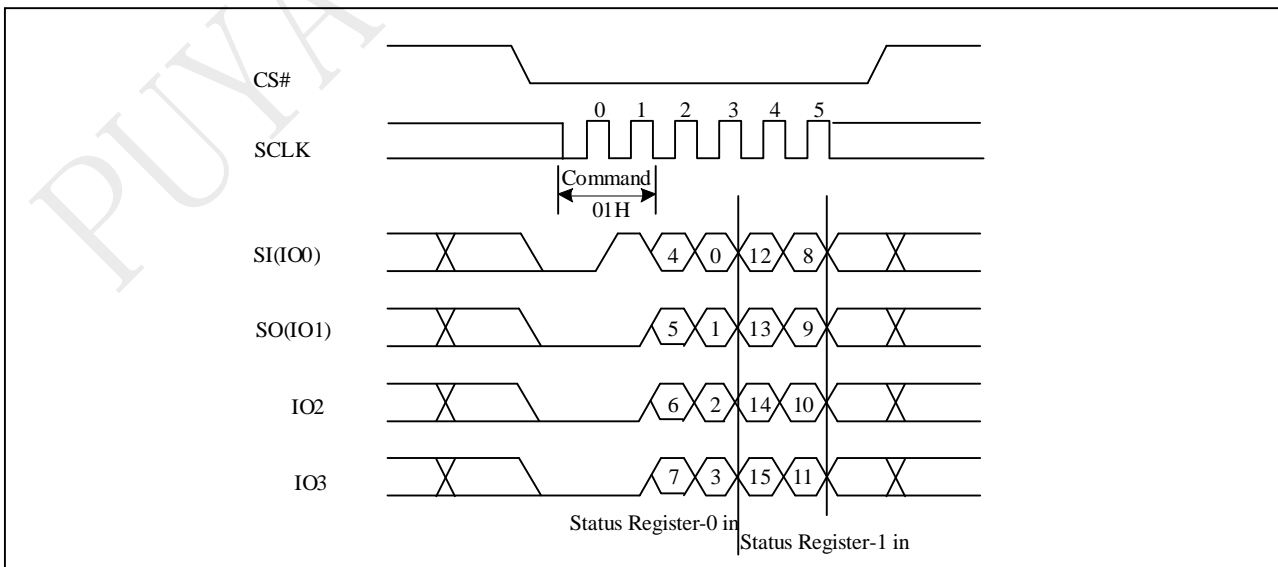 PUYA
CS#
0 1 2 3 4 5
SCLK
Command
01H
SI(IO0) 4 0 12 8
SO(IO1) 5 1 13 9
IO2 6 2 14 10
IO3 7 3 15 11
Status Register-0 in
Status Register-1 in